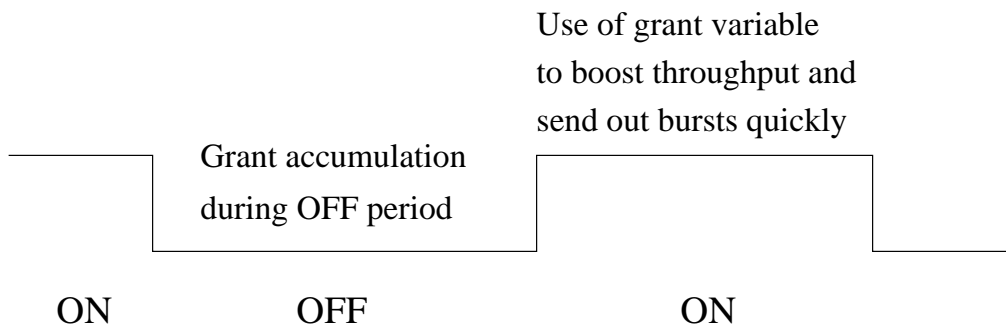 Use of grant variable
to boost throughput and
send out bursts quickly
Grant accumulation
during OFF period
ON
OFF
ON